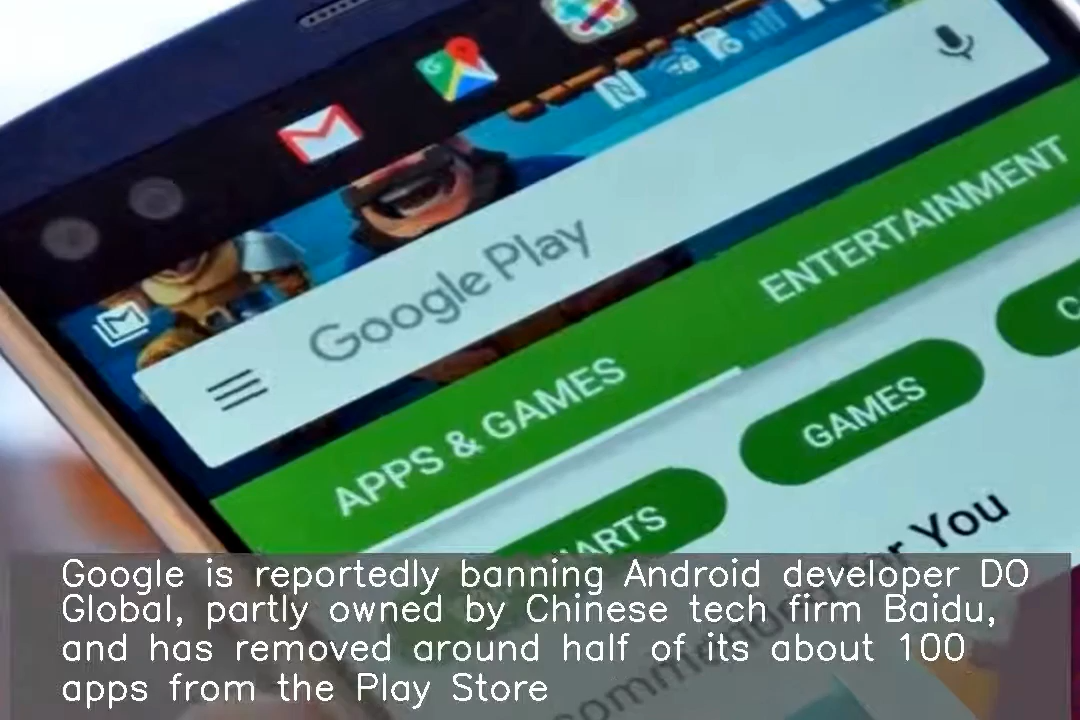 Google Play
ENTERTAINMENT
APPS & GAMES
GAMES
For You
Google is reportedly banning Android developer DO
Global, partly owned by Chinese tech firm Baidu,
and has removed around half of its about 100
apps from the Play Store